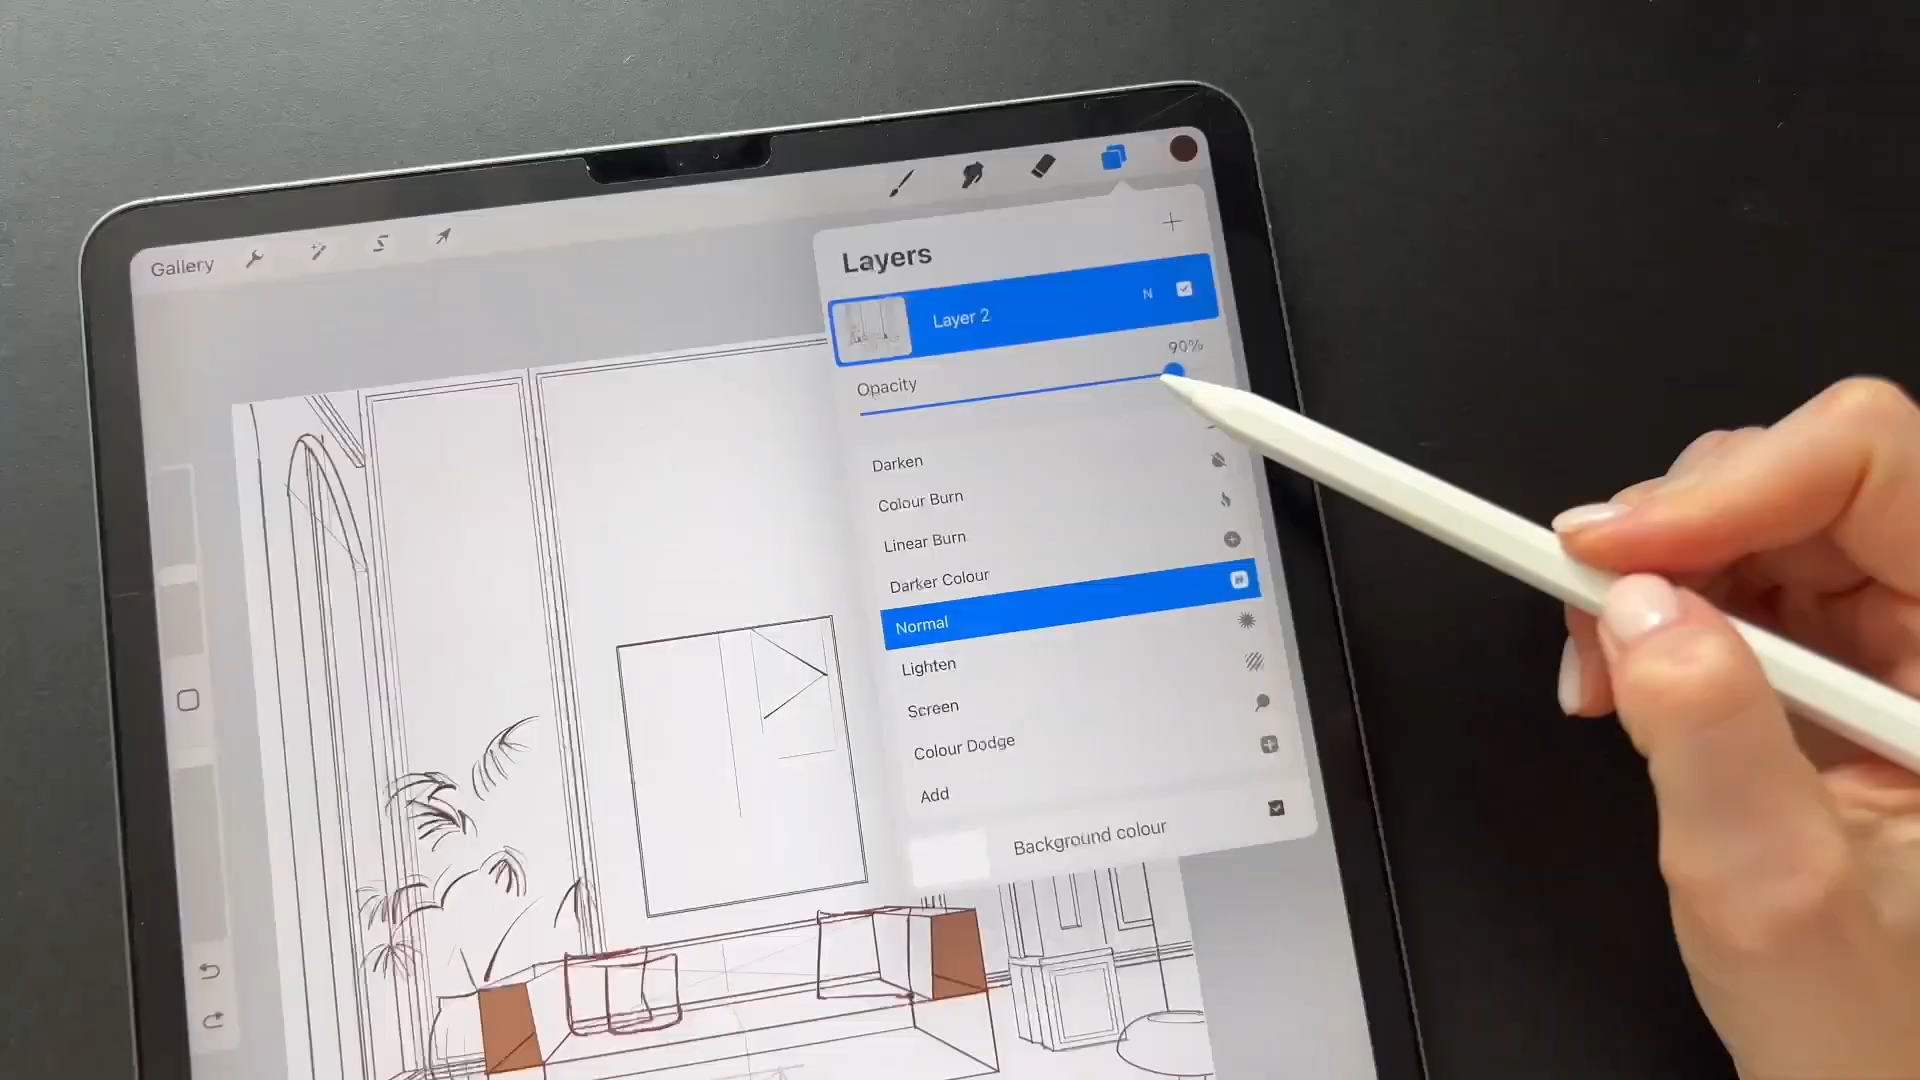 Gallery
Layers
Layer 2
N
90%
Opacity
Darken
Colour Burn
Linear Burn
Darker Colour
Normal
N
Lighten
Screen
Colour Dodge
Add
Background colour